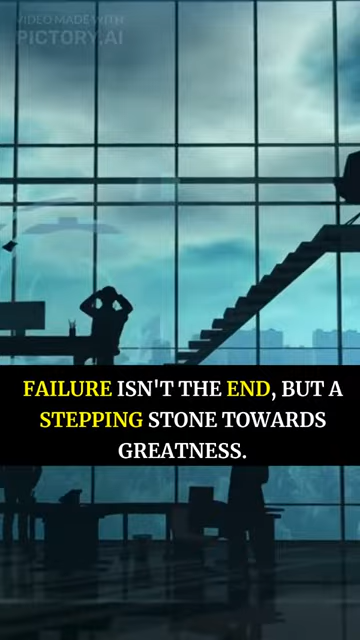 VIDEO MADE WITH
PICTORY.AI
FAILURE ISN'T THE END, BUT A
STEPPING STONE TOWARDS
GREATNESS.